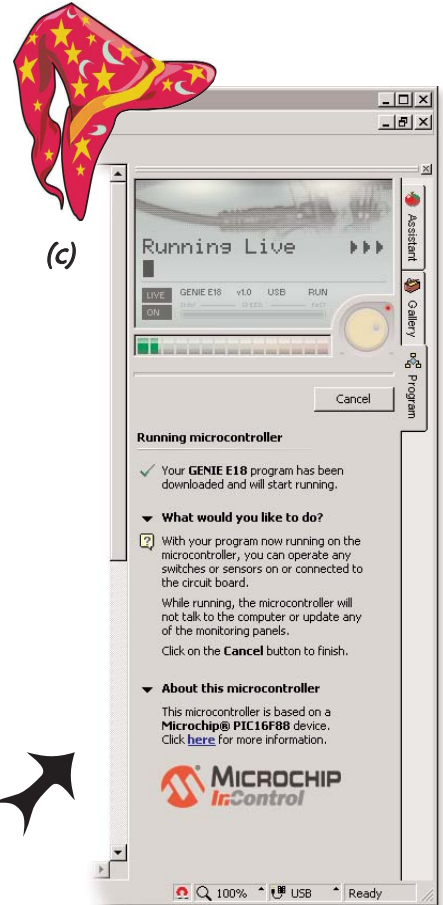 (c)
Running Live
LIVE GENIE E18 v1.0 USB RUN
ON
Assistant
Gallery
Program
Cancel
Running microcontroller
Your GENIE E18 program has been
downloaded and will start running.
What would you like to do?
With your program now running on the
microcontroller, you can operate any
switches or sensors on or connected to
the circuit board.
While running, the microcontroller will
not talk to the computer or update any
of the monitoring panels.
Click on the Cancel button to finish.
About this microcontroller
This microcontroller is based on a
Microchip® PIC16F88 device.
Click here for more information.
MICROCHIP
In.Control
100% USB Ready